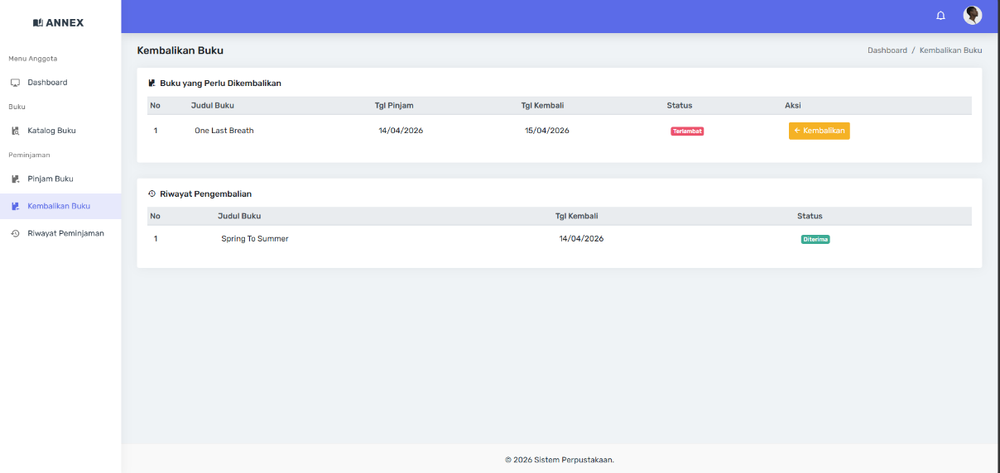 ANNEX
Menu Anggota
Dashboard
Buku
Katalog Buku
Peminjaman
Pinjam Buku
Kembalikan Buku
Riwayat Peminjaman
Kembalikan Buku
Dashboard / Kembalikan Buku
Buku yang Perlu Dikembalikan
No Judul Buku Tgl Pinjam Tgl Kembali Status Aksi
1 One Last Breath 14/04/2026 15/04/2026 Terlambat ← Kembalikan
Riwayat Pengembalian
No Judul Buku Tgl Kembali Status
1 Spring To Summer 14/04/2026 Diterima
© 2026 Sistem Perpustakaan.